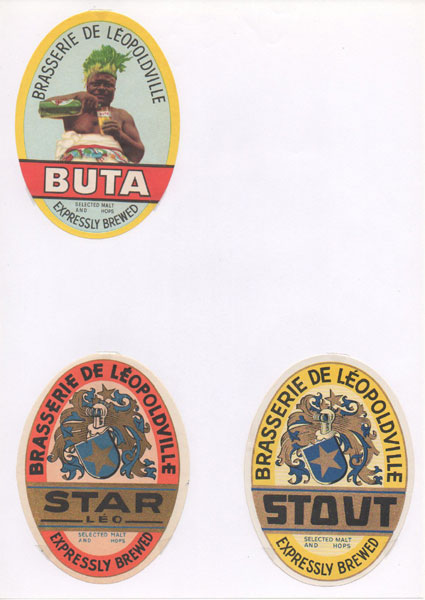 BRASSERIE DE LÉOPOLDVILLE
BUTA
SELECTED MALT
AND HOPS
EXPRESSLY BREWED
BRASSERIE DE LÉOPOLDVILLE
STAR
LÉO
SELECTED MALT
AND HOPS
EXPRESSLY BREWED
BRASSERIE DE LÉOPOLDVILLE
STOUT
SELECTED MALT
AND HOPS
EXPRESSLY BREWED